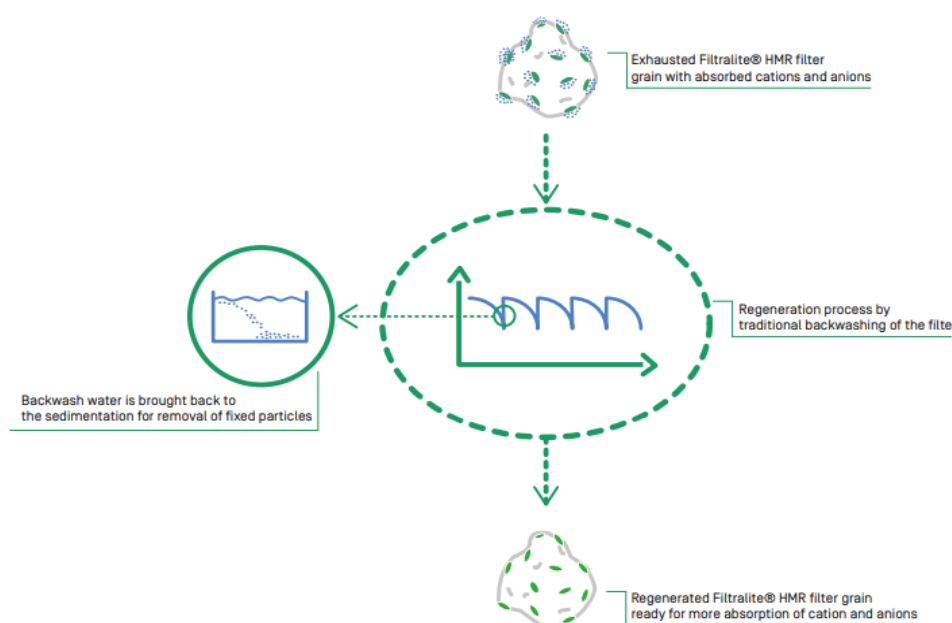 Exhausted Filtralite® HMR filter
grain with absorbed cations and anions
Regeneration process by
traditional backwashing of the filte
Backwash water is brought back to
the sedimentation for removal of fixed particles
Regenerated Filtralite® HMR filter grain
ready for more absorption of cation and anions